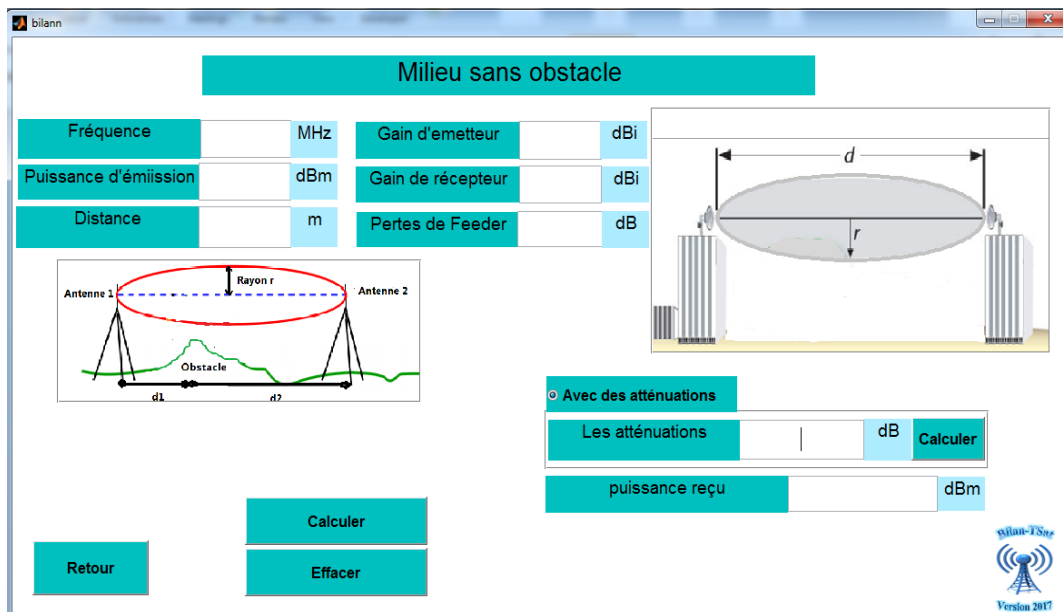 bilann
Milieu sans obstacle
Fréquence MHz
Gain d'emetteur dBi
Puissance d'émiission dBm
Gain de récepteur dBi
Distance m
Pertes de Feeder dB
d
r
Rayon r
Antenne 1
Antenne 2
Obstacle
d1 d2
Avec des atténuations
Les atténuations dB Calculer
puissance reçu dBm
Calculer
Retour
Effacer
Bilan-TSat
Version 2017